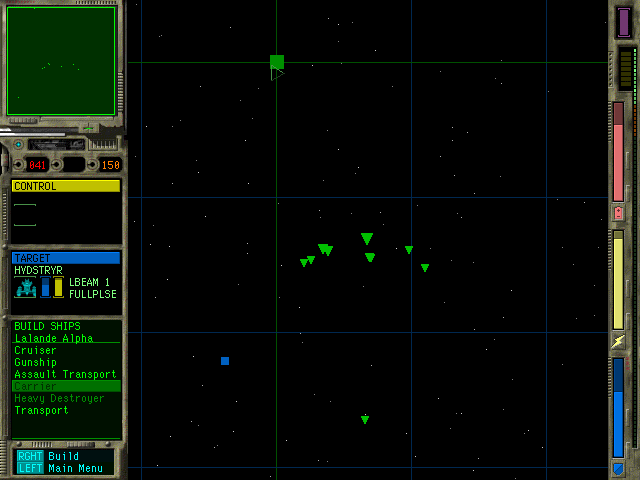 041 150
CONTROL
TARGET
HVDSTRYR
LBEAM 1
FULLPLSE
BUILD SHIPS
Lalande Alpha
Cruiser
Gunship
Assault Transport
Carrier
Heavy Destroyer
Transport
RGHT Build
LEFT Main Menu